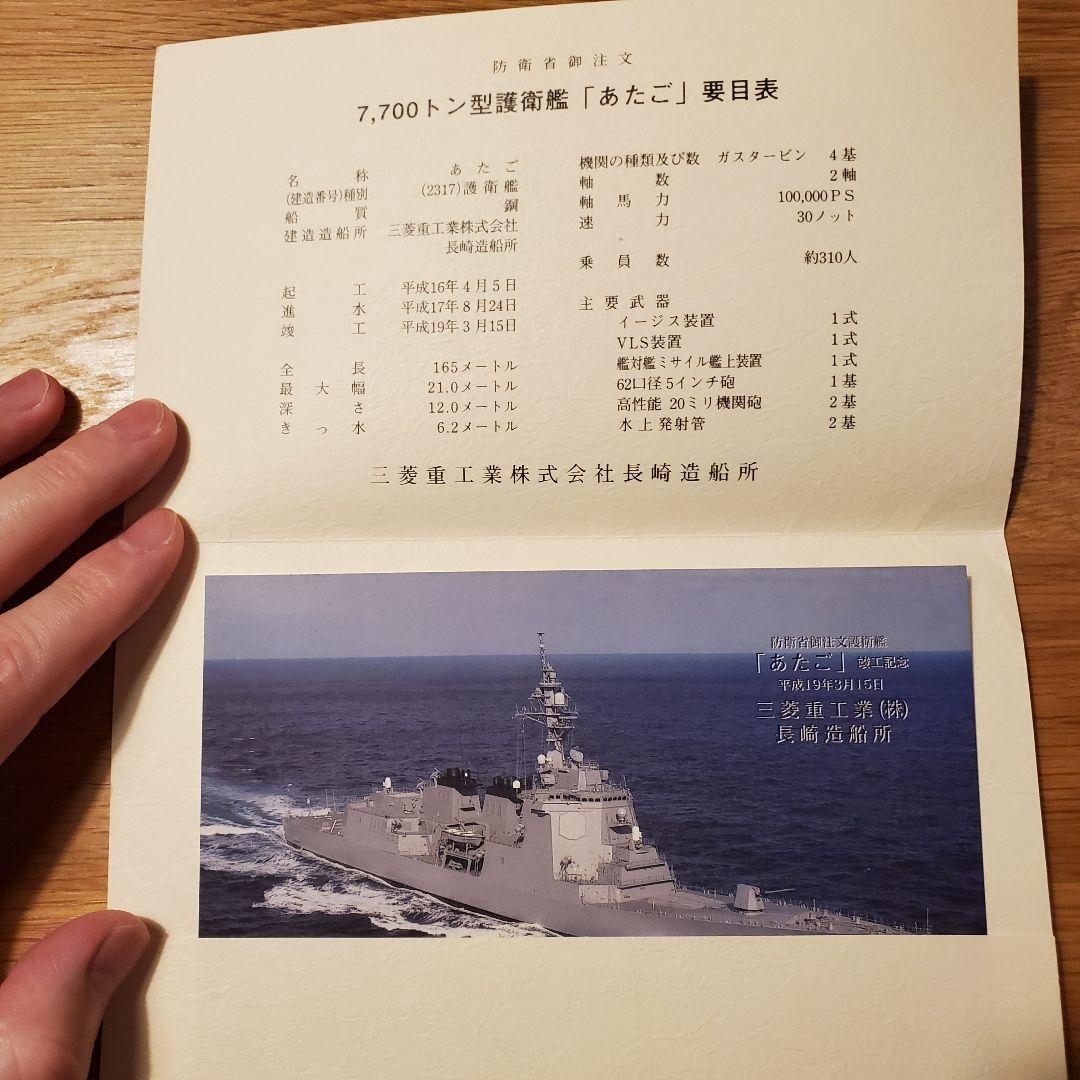 防衛省御注文
7,700トン型護衛艦「あたご」要目表
名称 あたご
(建造番号)種別 (2317)護衛艦
船質 鋼
建造造船所 三菱重工業株式会社
長崎造船所
起工 平成16年4月5日
進水 平成17年8月24日
竣工 平成19年3月15日
全長 165メートル
最大幅 21.0メートル
深さ 12.0メートル
きっ水 6.2メートル
機関の種類及び数 ガスタービン 4基
軸数 2軸
軸馬力 100,000PS
速力 30ノット
乗員数 約310人
主要武器
イージス装置 1式
VLS装置 1式
艦対艦ミサイル艦上装置 1式
62口径5インチ砲 1基
高性能 20ミリ機関砲 2基
水上発射管 2基
三菱重工業株式会社長崎造船所
防衛省御注文護衛艦
「あたご」竣工記念
平成19年3月15日
三菱重工業(株)
長崎造船所